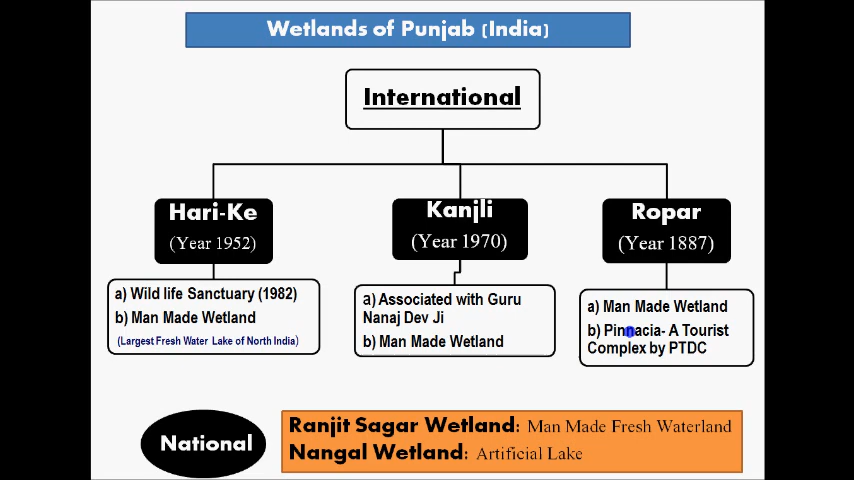 Wetlands of Punjab (India)
International
Hari-Ke
(Year 1952)
Kanjli
(Year 1970)
Ropar
(Year 1887)
a) Wild life Sanctuary (1982)
b) Man Made Wetland
(Largest Fresh Water Lake of North India)
a) Associated with Guru
Nanaj Dev Ji
b) Man Made Wetland
a) Man Made Wetland
b) Pinnacia- A Tourist
Complex by PTDC
National
Ranjit Sagar Wetland: Man Made Fresh Waterland
Nangal Wetland: Artificial Lake